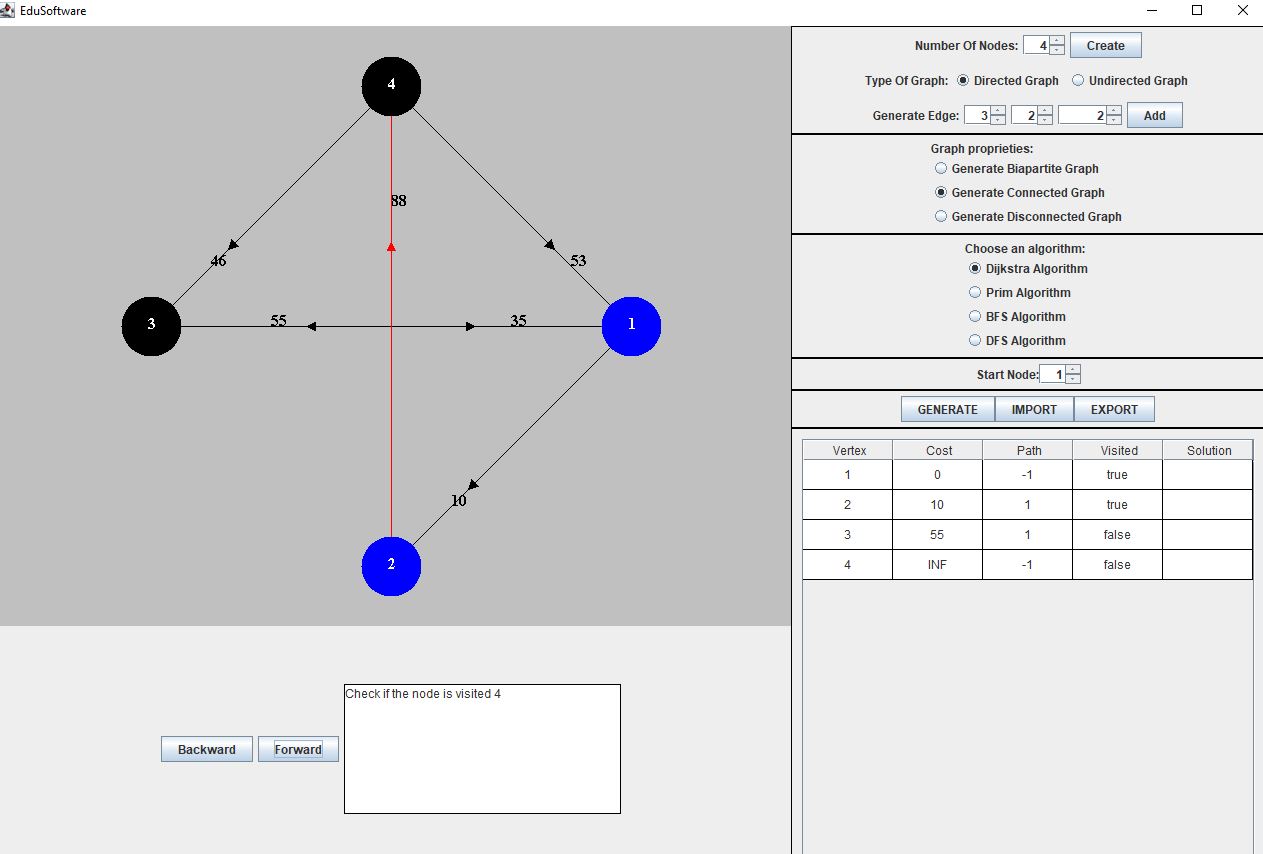 EduSoftware
4
88
46
53
3
55
35
1
10
2
Check if the node is visited 4
Backward
Forward
Number Of Nodes: 4 Create
Type Of Graph: Directed Graph Undirected Graph
Generate Edge: 3 2 2 Add
Graph proprieties:
Generate Biapartite Graph
Generate Connected Graph
Generate Disconnected Graph
Choose an algorithm:
Dijkstra Algorithm
Prim Algorithm
BFS Algorithm
DFS Algorithm
Start Node: 1
GENERATE IMPORT EXPORT
Vertex Cost Path Visited Solution
1 0 -1 true
2 10 1 true
3 55 1 false
4 INF -1 false